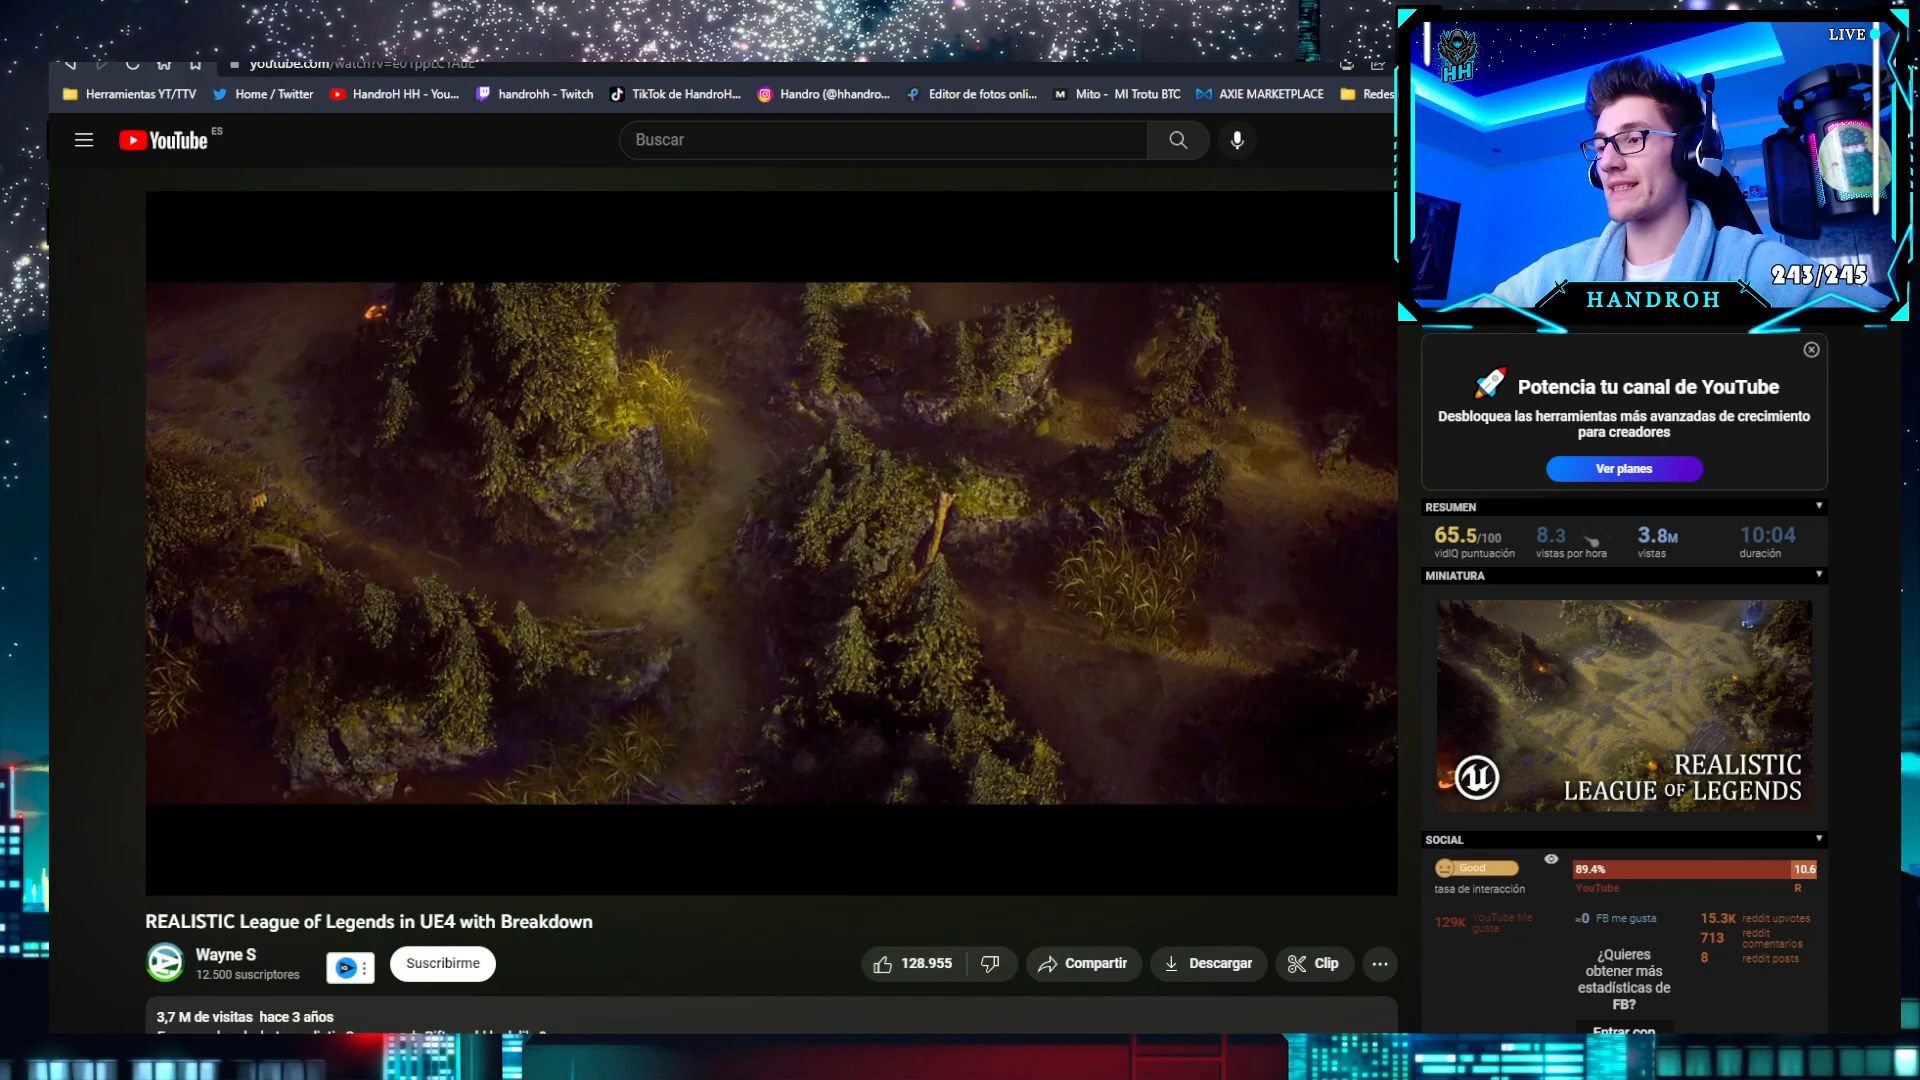 Herramientas YT/TTV
Home / Twitter
HandroH HH - You...
handrohh - Twitch
TikTok de HandroH...
Handro (@hhandro...
Editor de fotos onli...
Mito - MI Trotu BTC
AXIE MARKETPLACE
Redes
YouTube ES
Buscar
LIVE
HH
243/245
HANDROH
Potencia tu canal de YouTube
Desbloquea las herramientas más avanzadas de crecimiento
para creadores
Ver planes
RESUMEN
65.5/100
vidIQ puntuación
8.3
vistas por hora
3.8M
vistas
10:04
duración
MINIATURA
REALISTIC
LEAGUE OF LEGENDS
SOCIAL
Good
tasa de interacción
89.4%
YouTube
10.6
R
129K YouTube Me
gusta
≈0 FB me gusta
15.3K reddit upvotes
713 reddit
comentarios
8 reddit posts
¿Quieres
obtener más
estadísticas de
FB?
Entrar con
REALISTIC League of Legends in UE4 with Breakdown
Wayne S
12.500 suscriptores
Suscribirme
128.955
Compartir
Descargar
Clip
3,7 M de visitas hace 3 años